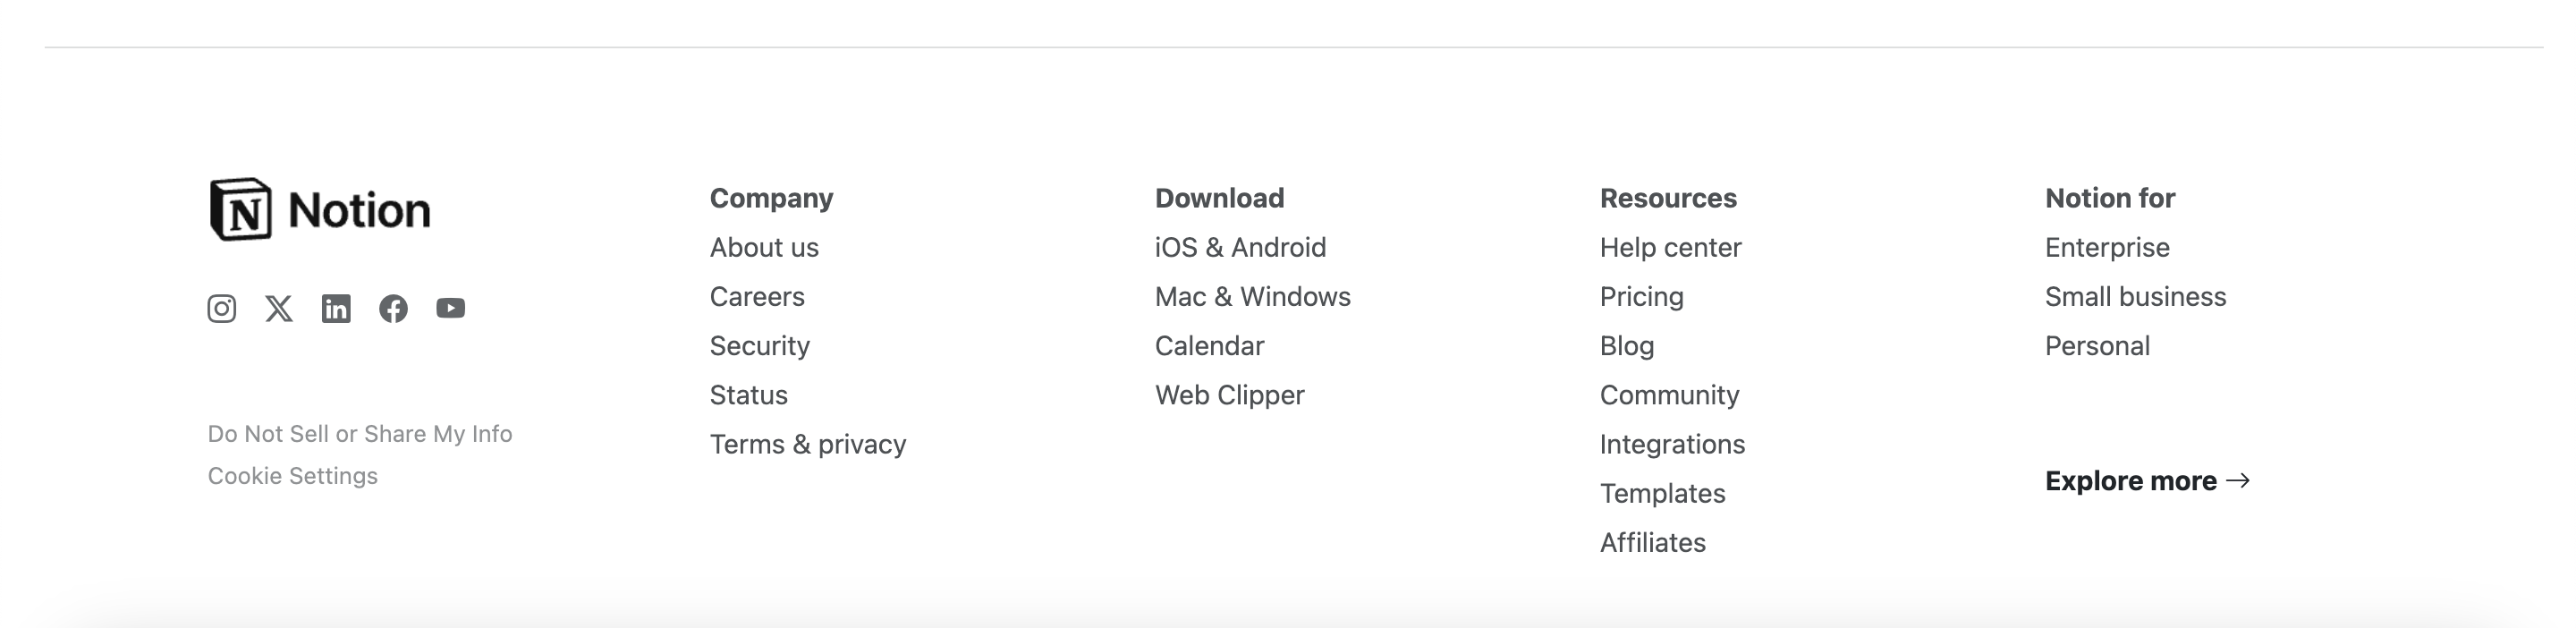 Notion
Do Not Sell or Share My Info
Cookie Settings
Company
About us
Careers
Security
Status
Terms & privacy
Download
iOS & Android
Mac & Windows
Calendar
Web Clipper
Resources
Help center
Pricing
Blog
Community
Integrations
Templates
Affiliates
Notion for
Enterprise
Small business
Personal
Explore more →